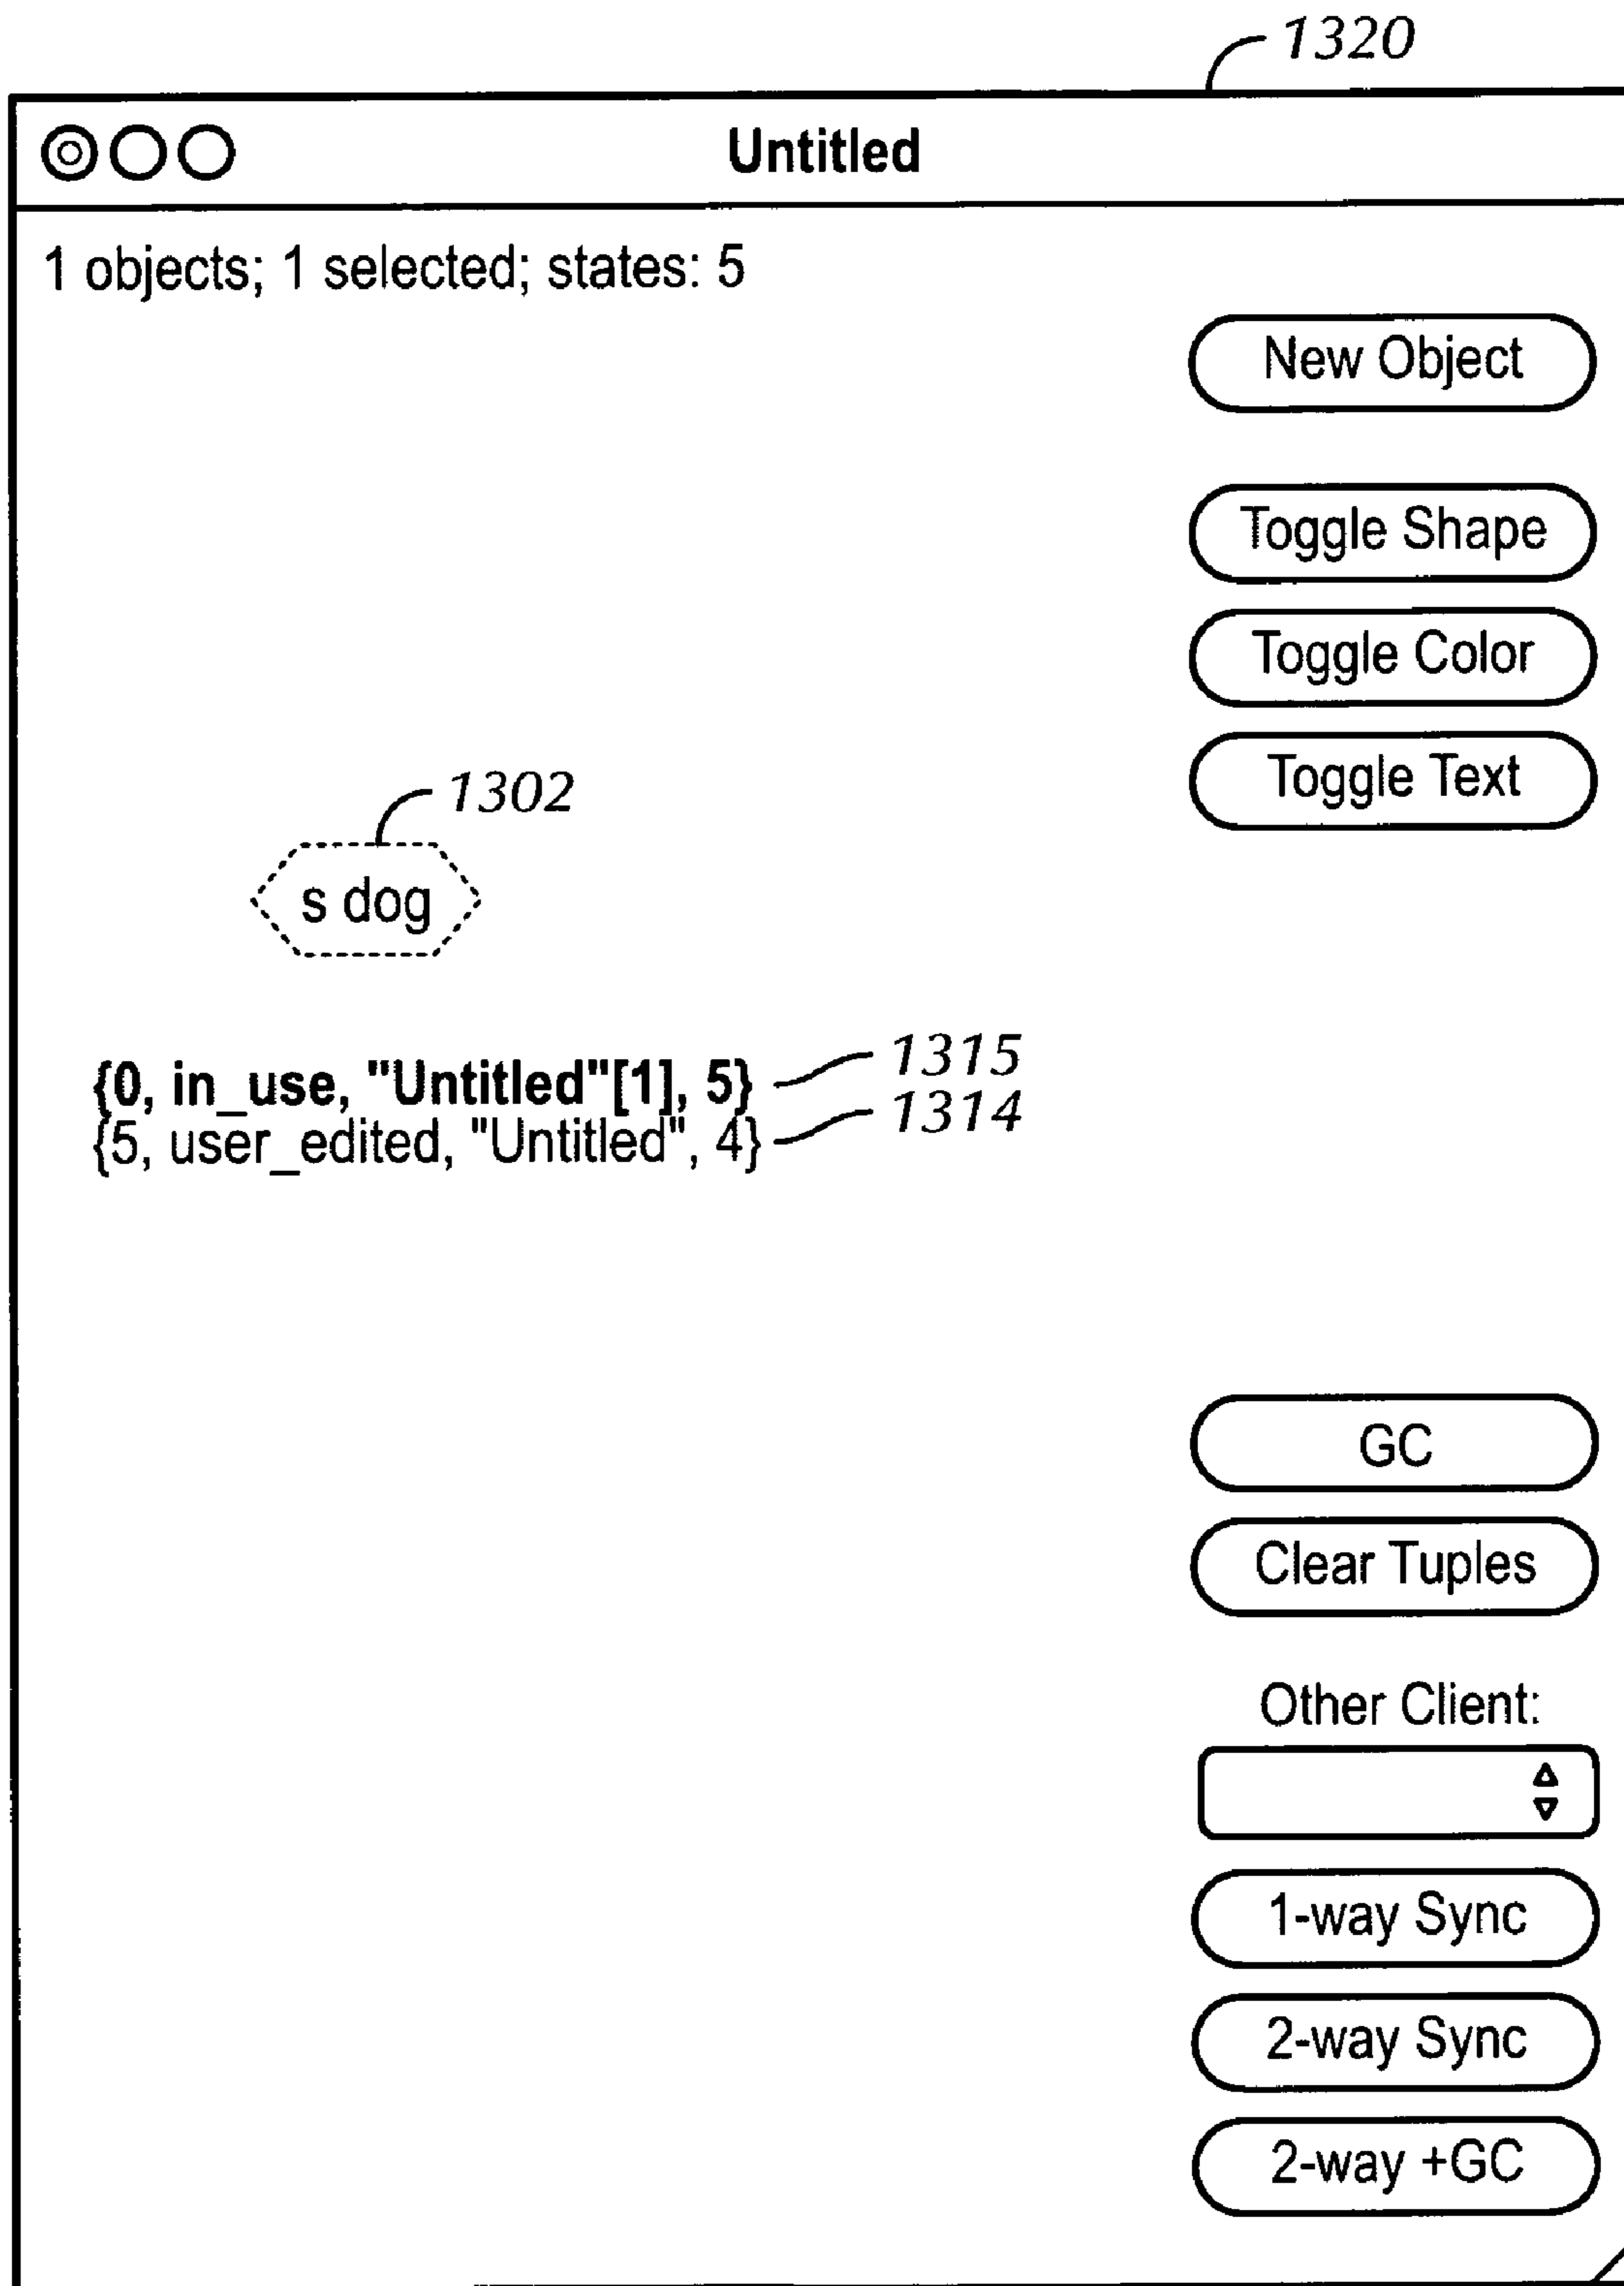 1320
Untitled
1 objects; 1 selected; states: 5
New Object
Toggle Shape
Toggle Color
Toggle Text
1302
s dog
{0, in_use, "Untitled"[1], 5}
1315
{5, user_edited, "Untitled", 4}
1314
GC
Clear Tuples
Other Client:
1-way Sync
2-way Sync
2-way +GC